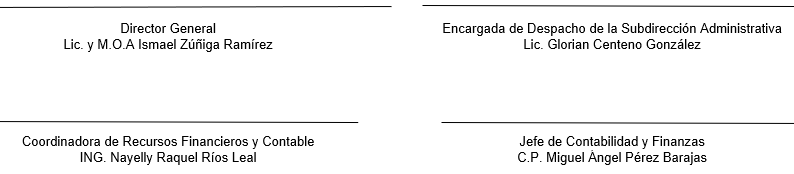 Director General
Lic. y M.O.A Ismael Zúñiga Ramírez
Encargada de Despacho de la Subdirección Administrativa
Lic. Glorian Centeno González
Coordinadora de Recursos Financieros y Contable
ING. Nayelly Raquel Ríos Leal
Jefe de Contabilidad y Finanzas
C.P. Miguel Ángel Pérez Barajas